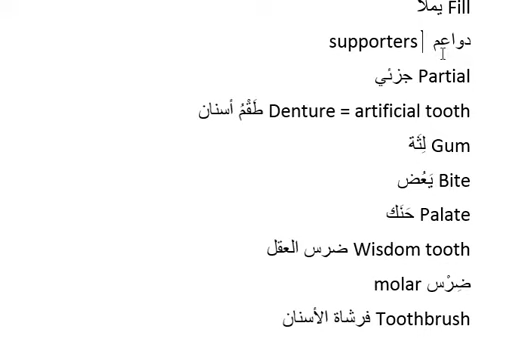 Fill يملأ
دواعم supporters
Partial جزئي
Denture = artificial tooth طَقْمُ أسنان
Gum لِثَة
Bite يَعُض
Palate حَنَك
Wisdom tooth ضرس العقل
ضِرْس molar
Toothbrush فرشاة الأسنان